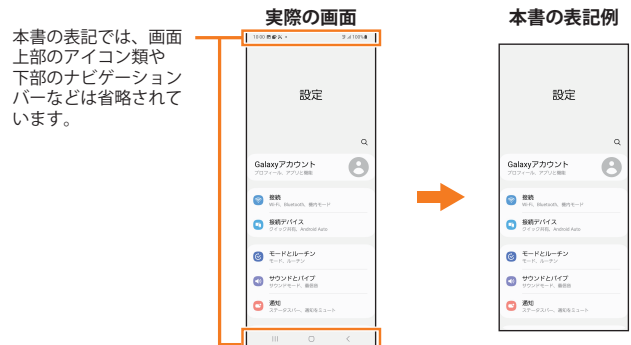 実際の画面
本書の表記例
本書の表記では、画面
上部のアイコン類や
下部のナビゲーション
バーなどは省略されて
います。
10:00
100%
設定
Galaxyアカウント
プロフィール、アプリと機能
接続
Wi-Fi、Bluetooth、機内モード
接続デバイス
クイック共有、Android Auto
モードとルーチン
モード、ルーチン
サウンドとバイブ
サウンドモード、着信音
通知
ステータスバー、通知をミュート
設定
Galaxyアカウント
プロフィール、アプリと機能
接続
Wi-Fi、Bluetooth、機内モード
接続デバイス
クイック共有、Android Auto
モードとルーチン
モード、ルーチン
サウンドとバイブ
サウンドモード、着信音
通知
ステータスバー、通知をミュート